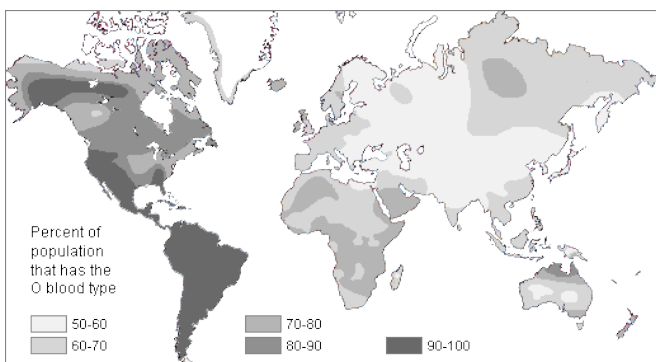 Percent of
population
that has the
O blood type
50-60
70-80
60-70
80-90
90-100